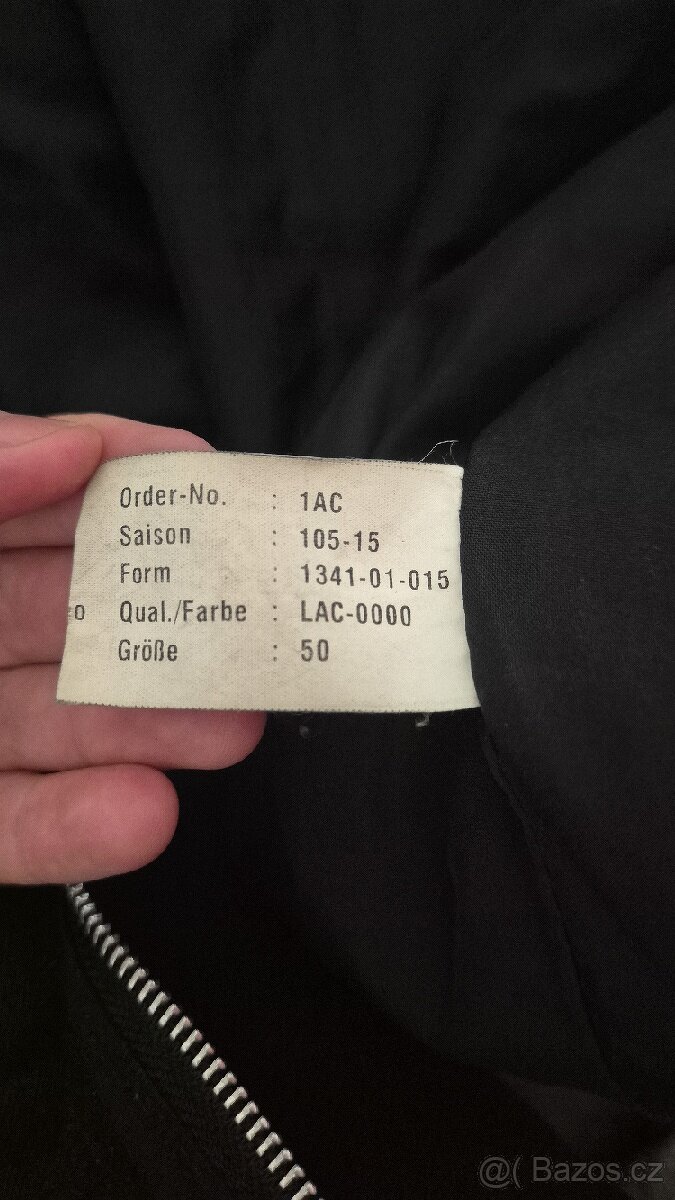 Order-No. : 1AC
Saison : 105-15
Form : 1341-01-015
o Qual./Farbe : LAC-0000
Größe : 50
@( Bazos.cz